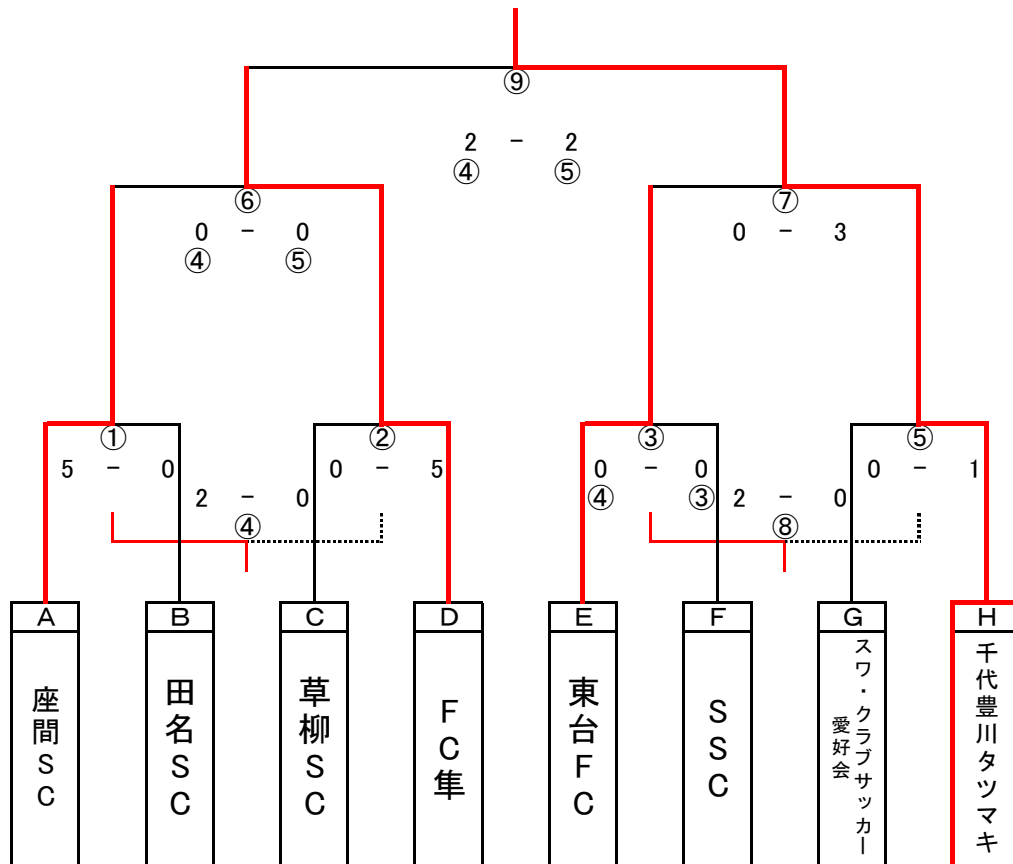 ⑨
2 － 2
④ ⑤
⑥ ⑦
0 － 0 0 － 3
④ ⑤
① ② ③ ⑤
5 － 0 0 － 5 0 － 0 0 － 1
2 － 0 ④ ③ 2 － 0
④ ⑧
A B C D E F G H
座間SC
田名SC
草柳SC
FC隼
東台FC
SSC
スワ・クラブサッカー
愛好会
千代豊川タツマキ